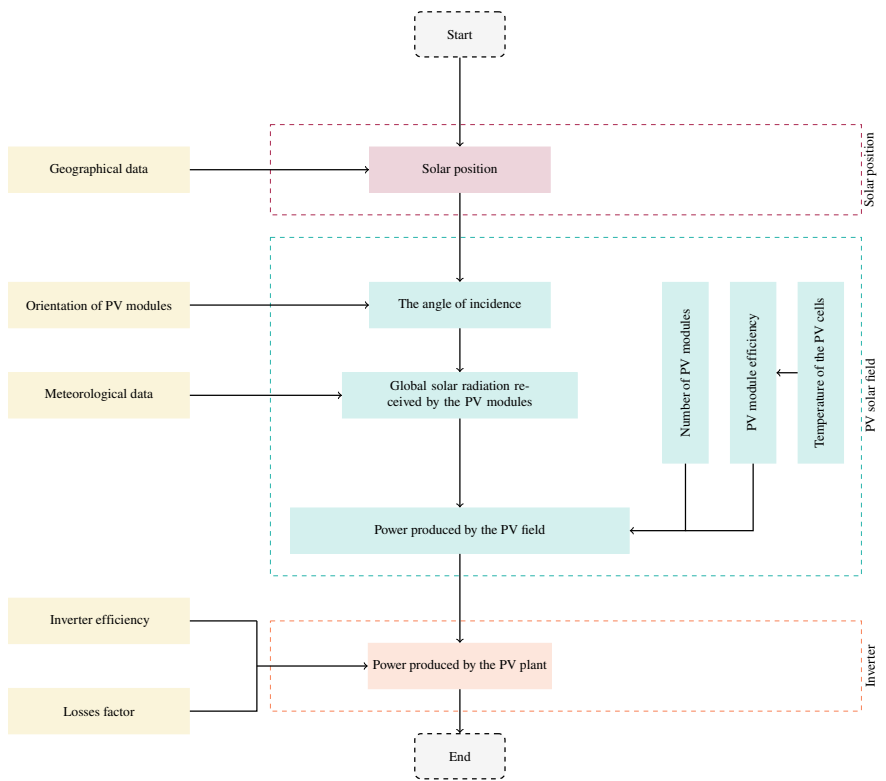 Start
Solar position
Geographical data
Solar position
Orientation of PV modules
The angle of incidence
Number of PV modules
PV module efficiency
Temperature of the PV cells
PV solar field
Meteorological data
Global solar radiation re-
ceived by the PV modules
Power produced by the PV field
Inverter efficiency
Power produced by the PV plant
Inverter
Losses factor
End